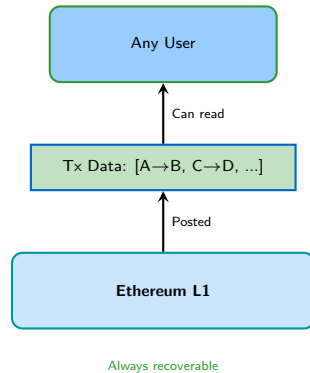 Any User
Can read
Tx Data: [A→B, C→D, ...]
Posted
Ethereum L1
Always recoverable